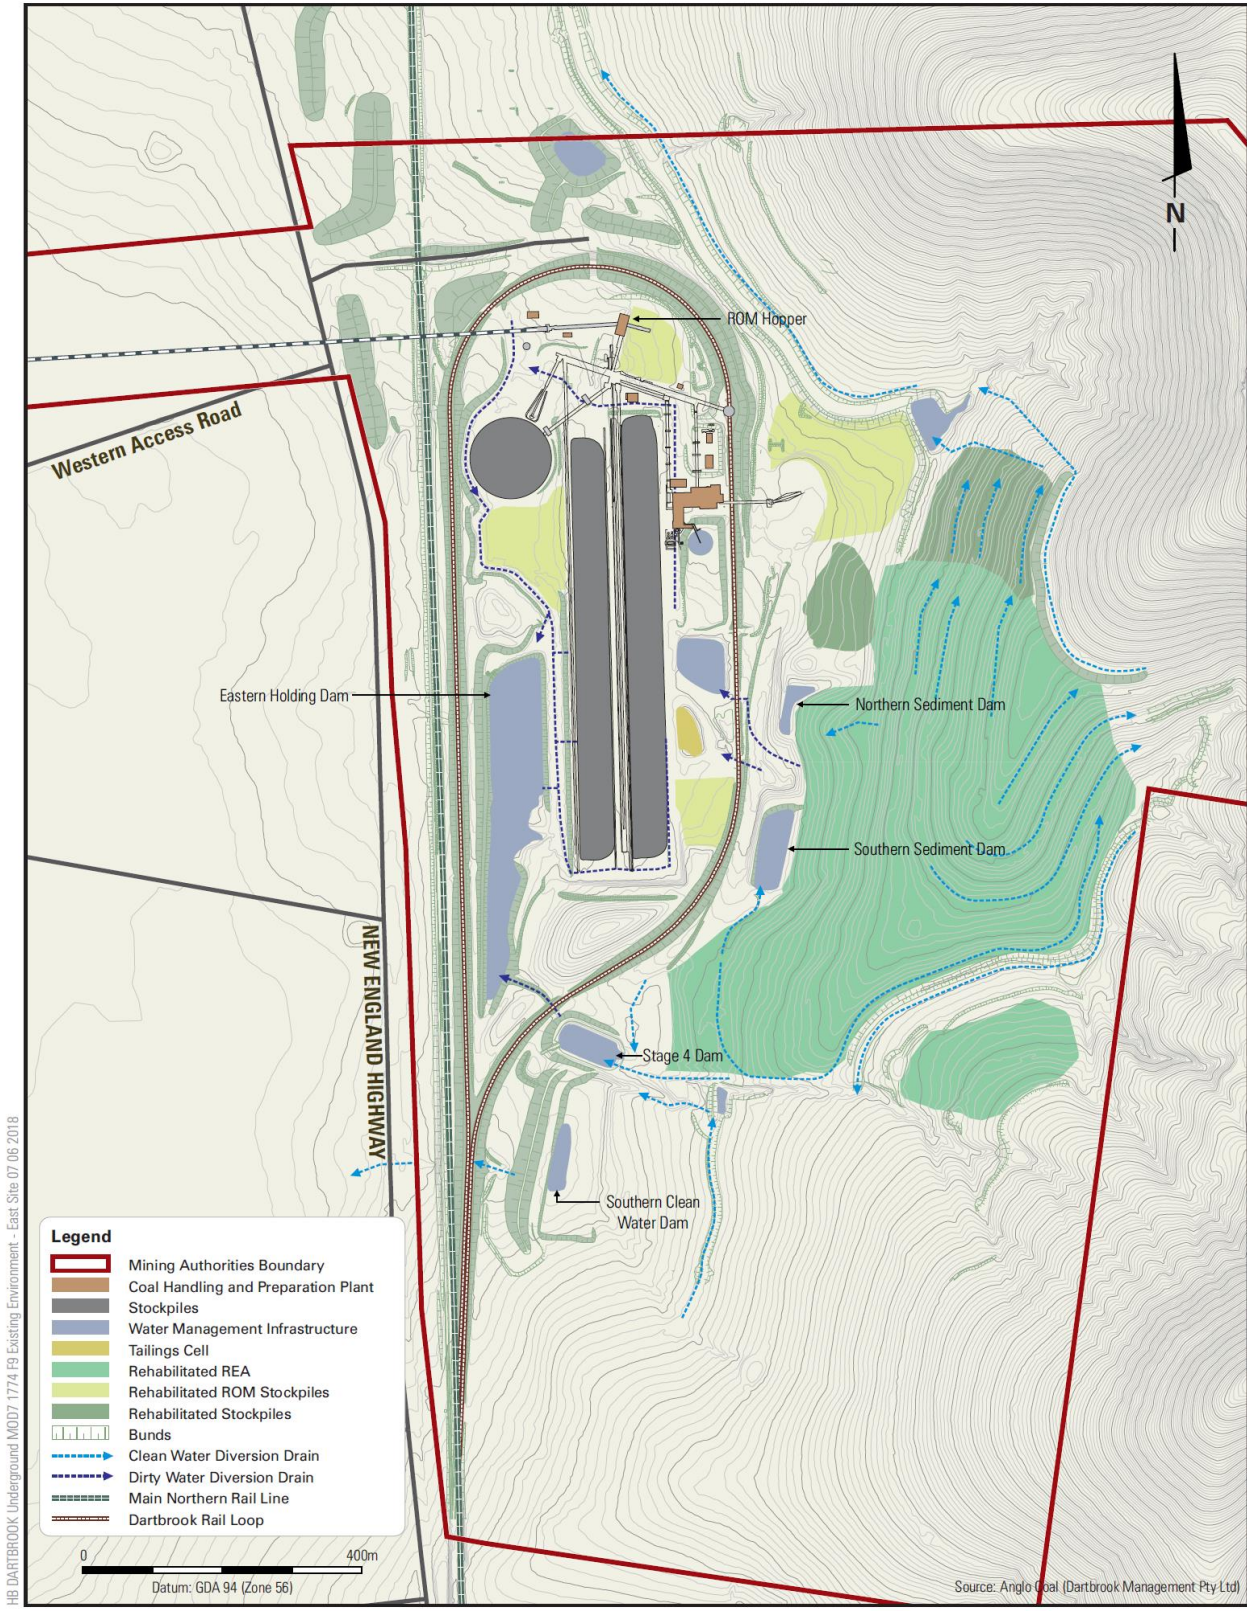 N
ROM Hopper
Western Access Road
Eastern Holding Dam
Northern Sediment Dam
Southern Sediment Dam
NEW ENGLAND HIGHWAY
Stage 4 Dam
Southern Clean
Water Dam
Legend
Mining Authorities Boundary
Coal Handling and Preparation Plant
Stockpiles
Water Management Infrastructure
Tailings Cell
Rehabilitated REA
Rehabilitated ROM Stockpiles
Rehabilitated Stockpiles
Bunds
Clean Water Diversion Drain
Dirty Water Diversion Drain
Main Northern Rail Line
Dartbrook Rail Loop
0 400m
Datum: GDA 94 (Zone 56)
Source: Anglo Coal (Dartbrook Management Pty Ltd)
HB DARTBROOK Underground MOD7 1774 F9 Existing Environment - East Site 07 06 2018